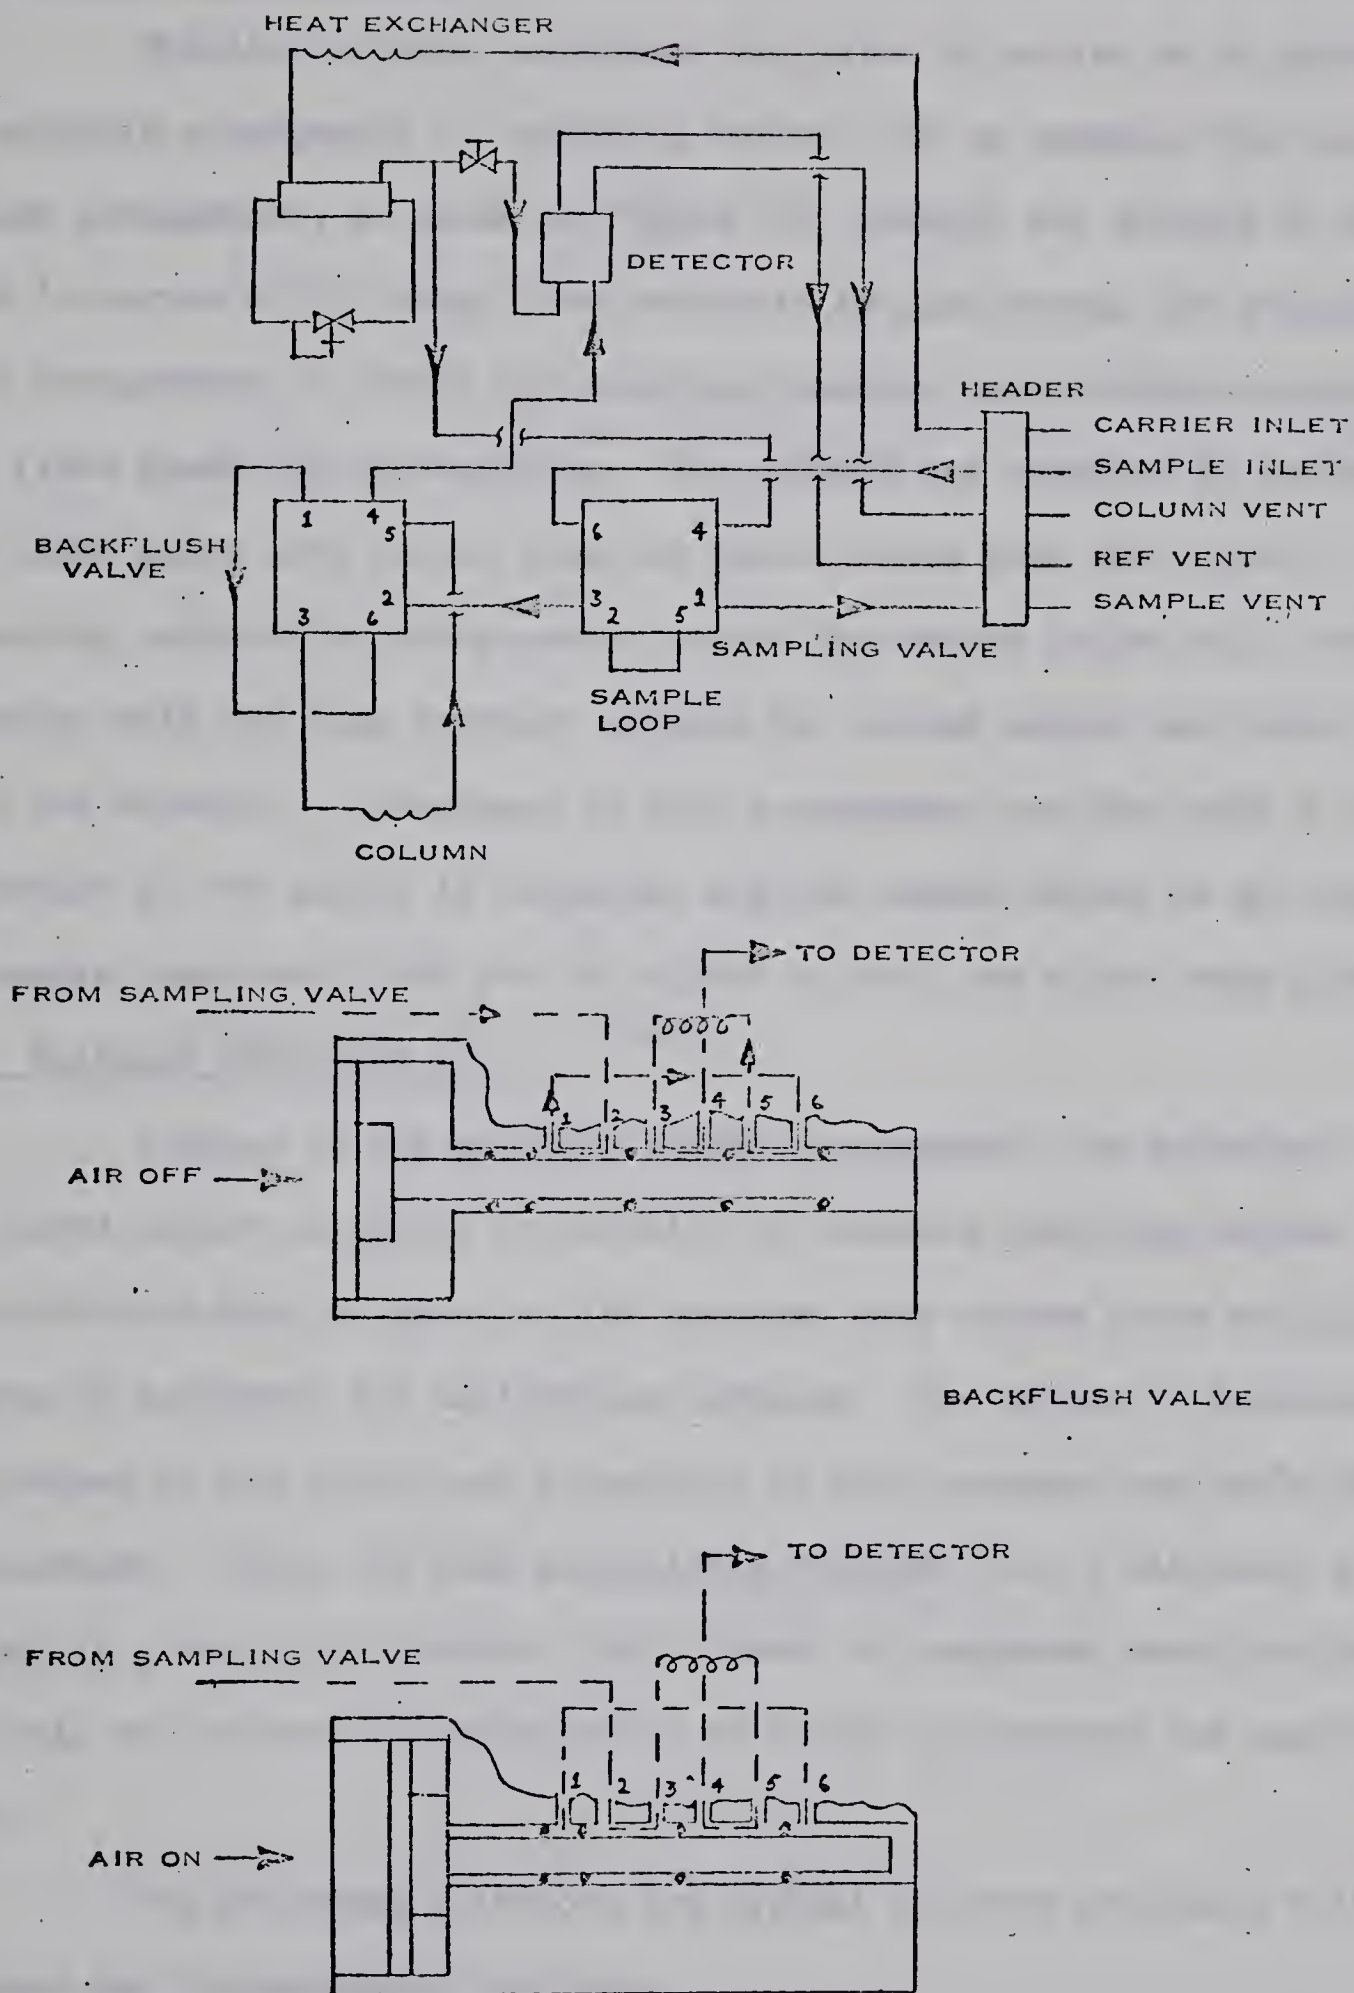 HEAT EXCHANGER
DETECTOR
HEADER
CARRIER INLET
SAMPLE INLET
COLUMN VENT
REF VENT
SAMPLE VENT
BACKFLUSH
VALVE
1 4
5
2
3 6
6 4
3 1
2 5
SAMPLING VALVE
SAMPLE
LOOP
COLUMN
TO DETECTOR
FROM SAMPLING VALVE
1 2 3 4 5 6
AIR OFF
BACKFLUSH VALVE
TO DETECTOR
FROM SAMPLING VALVE
1 2 3 4 5 6
AIR ON